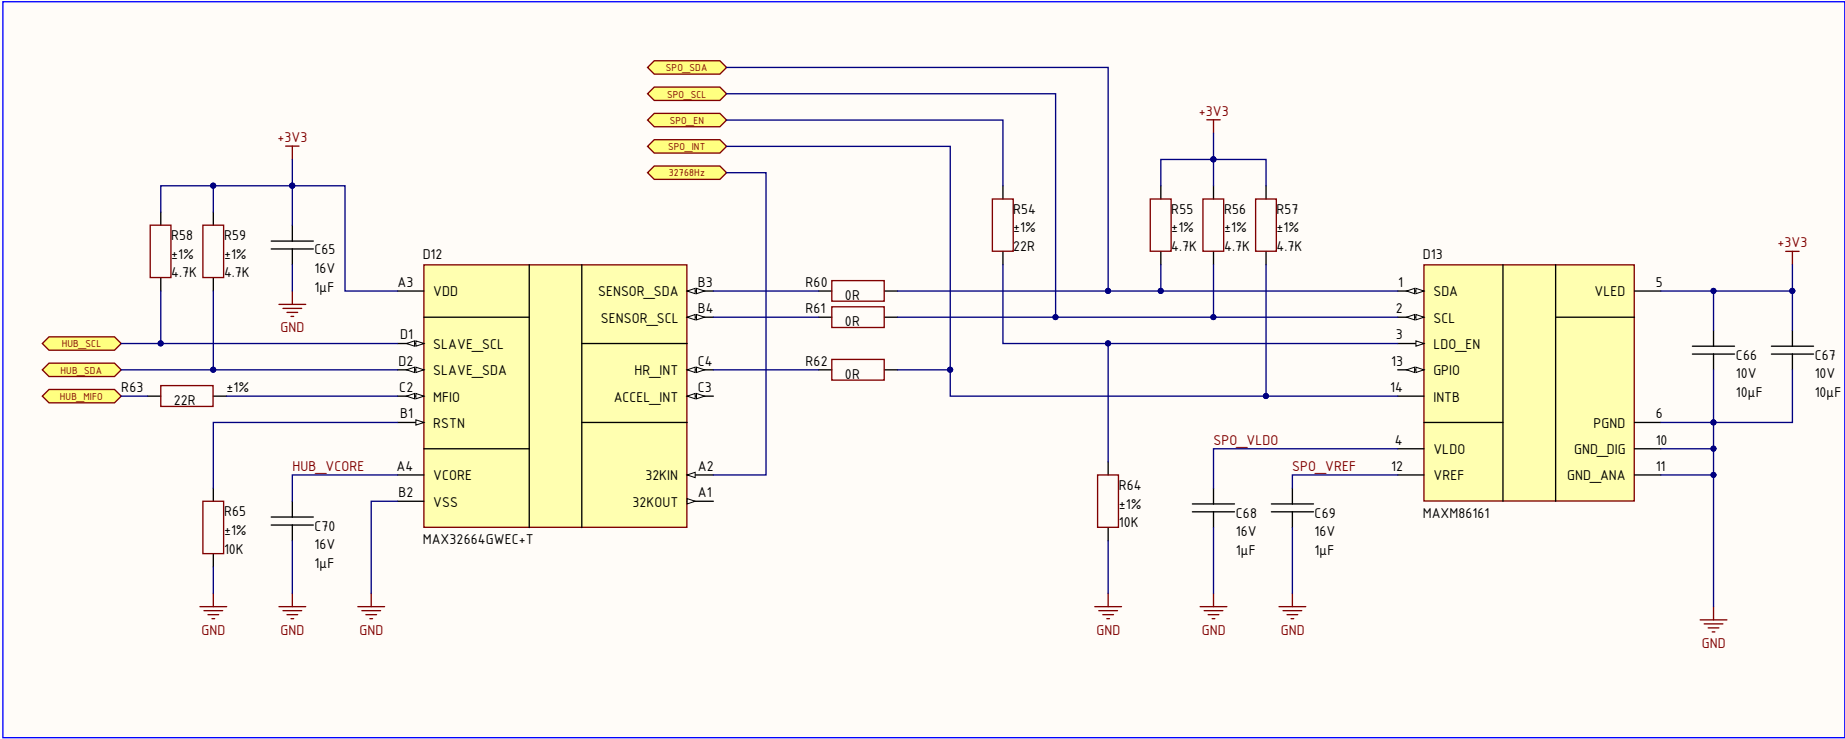 SPO_SDA
SPO_SCL
SPO_EN
SPO_INT
32768Hz
+3V3
+3V3
+3V3
R58
±1%
4.7K
R59
±1%
4.7K
C65
16V
1µF
GND
R54
±1%
22R
R55
±1%
4.7K
R56
±1%
4.7K
R57
±1%
4.7K
HUB_SCL
HUB_SDA
HUB_MIFO
R63
22R
±1%
D12
A3 VDD
D1 SLAVE_SCL
D2 SLAVE_SDA
C2 MFIO
B1 RSTN
HUB_VCORE
A4 VCORE
B2 VSS
SENSOR_SDA B3
SENSOR_SCL B4
HR_INT C4
ACCEL_INT C3
32KIN A2
32KOUT A1
MAX32664GWEC+T
R60
0R
R61
0R
R62
0R
D13
1 SDA
2 SCL
3 LDO_EN
13 GPIO
14 INTB
SPO_VLDO
4 VLDO
SPO_VREF
12 VREF
VLED 5
PGND 6
GND_DIG 10
GND_ANA 11
MAXM86161
C66
10V
10µF
C67
10V
10µF
R65
±1%
10K
C70
16V
1µF
R64
±1%
10K
C68
16V
1µF
C69
16V
1µF
GND
GND
GND
GND
GND
GND
GND